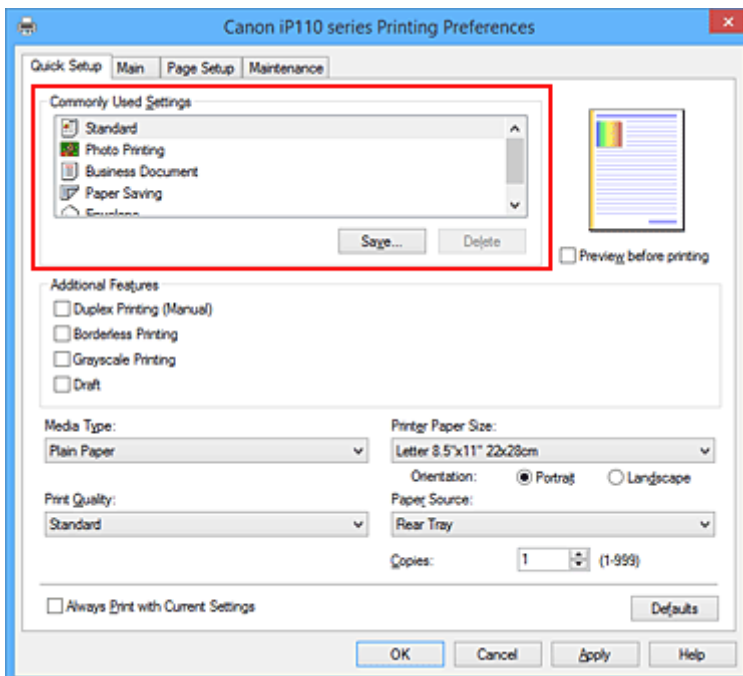 Canon iP110 series Printing Preferences
Quick Setup Main Page Setup Maintenance
Commonly Used Settings
Standard
Photo Printing
Business Document
Paper Saving
Envelope
Save... Delete
Preview before printing
Additional Features
Duplex Printing (Manual)
Borderless Printing
Grayscale Printing
Draft
Media Type:
Plain Paper
Printer Paper Size:
Letter 8.5"x11" 22x28cm
Orientation: Portrait Landscape
Print Quality:
Standard
Paper Source:
Rear Tray
Copies: 1 (1-999)
Always Print with Current Settings
Defaults
OK Cancel Apply Help